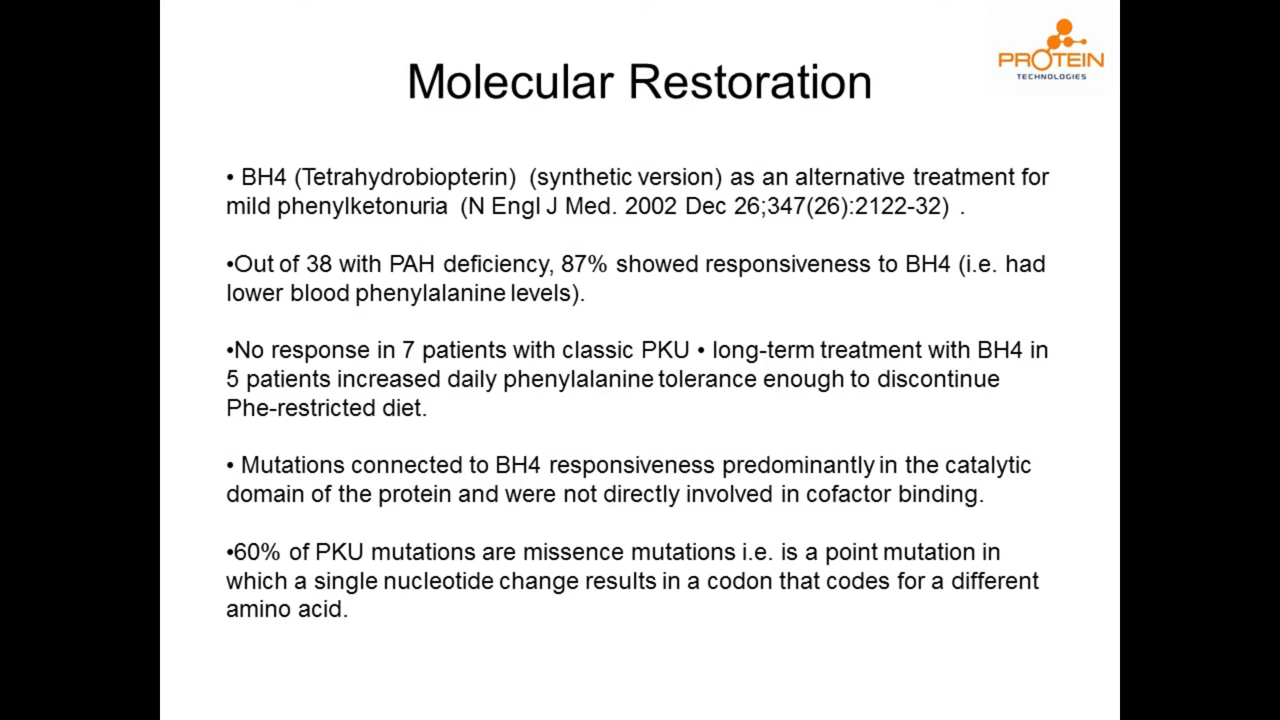 PROTEIN
TECHNOLOGIES
Molecular Restoration
• BH4 (Tetrahydrobiopterin)  (synthetic version) as an alternative treatment for
mild phenylketonuria  (N Engl J Med. 2002 Dec 26;347(26):2122-32)  .
•Out of 38 with PAH deficiency, 87% showed responsiveness to BH4 (i.e. had
lower blood phenylalanine levels).
•No response in 7 patients with classic PKU • long-term treatment with BH4 in
5 patients increased daily phenylalanine tolerance enough to discontinue
Phe-restricted diet.
• Mutations connected to BH4 responsiveness predominantly in the catalytic
domain of the protein and were not directly involved in cofactor binding.
•60% of PKU mutations are missence mutations i.e. is a point mutation in
which a single nucleotide change results in a codon that codes for a different
amino acid.